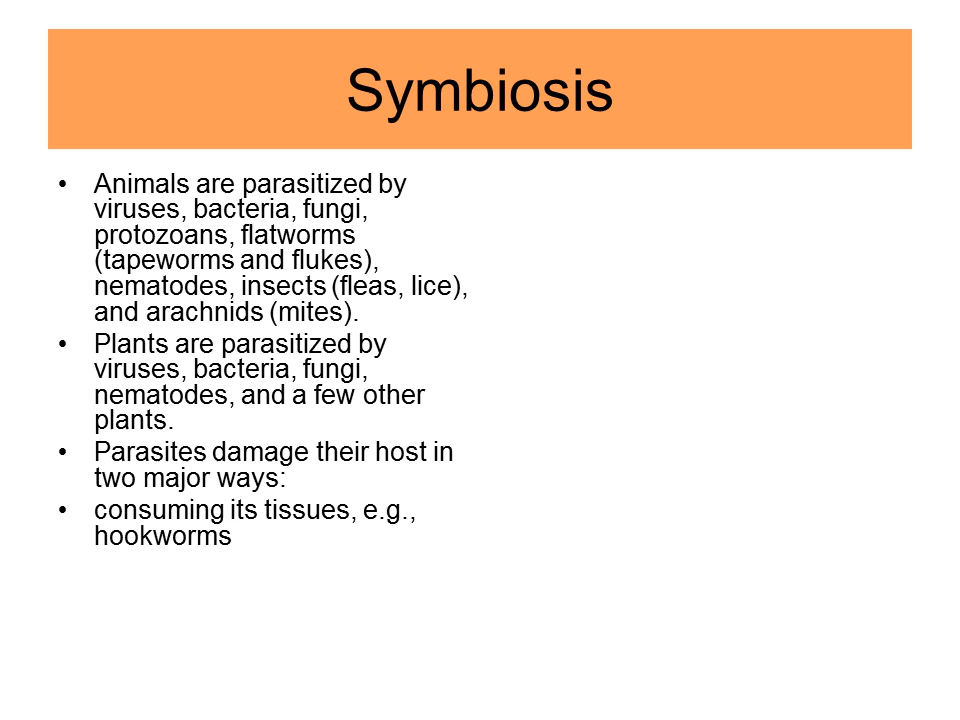 Symbiosis
• Animals are parasitized by
viruses, bacteria, fungi,
protozoans, flatworms
(tapeworms and flukes),
nematodes, insects (fleas, lice),
and arachnids (mites).
• Plants are parasitized by
viruses, bacteria, fungi,
nematodes, and a few other
plants.
• Parasites damage their host in
two major ways:
• consuming its tissues, e.g.,
hookworms